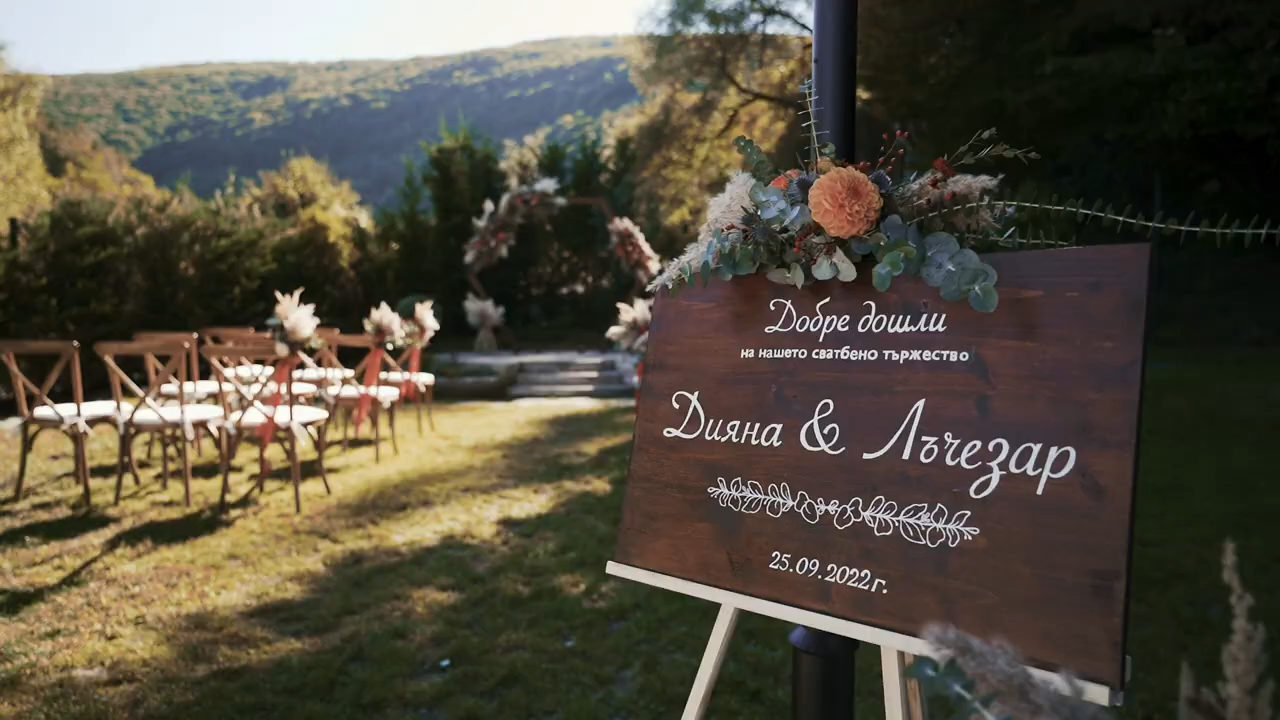 Добре дошли
на нашето сватбено тържество
Дияна & Лъчезар
25.09.2022г.